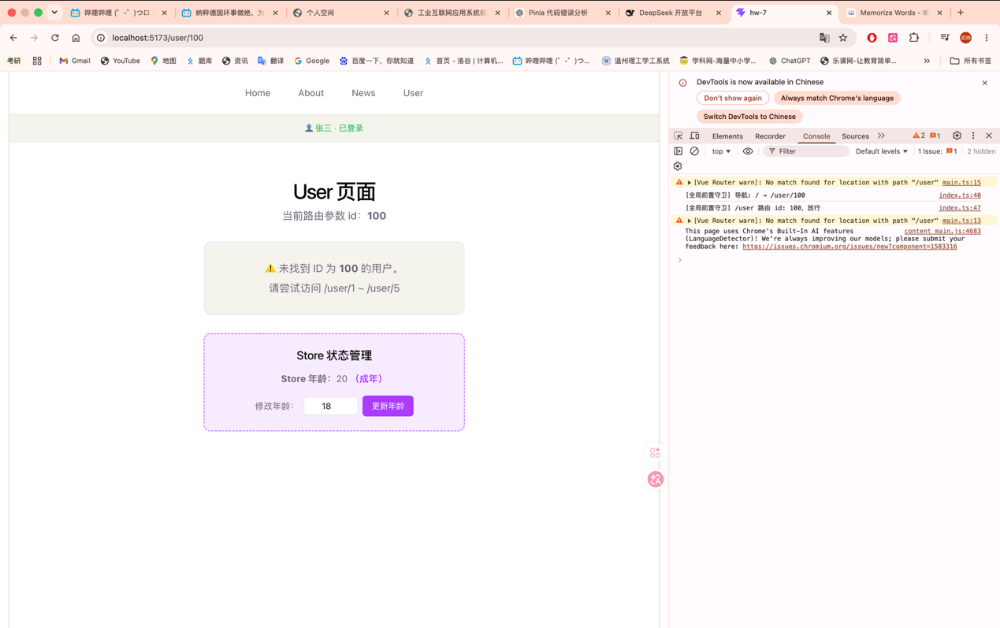 哔哩哔哩 (゜-゜)つロ
纳粹德国坏事做绝，为
个人空间
工业互联网应用系统前
Pinia 代码错误分析
DeepSeek 开放平台
hw-7
Memorize Words - 单
英扬
localhost:5173/user/100
考研
Gmail
YouTube
地图
题库
资讯
翻译
Google
百度一下，你就知道
首页 - 洛谷 | 计算机...
哔哩哔哩 (゜-゜)つ...
温州理工学工系统
学科网-海量中小学...
ChatGPT
乐课网-让教育简单...
所有书签
Home
About
News
User
张三 · 已登录
User 页面
当前路由参数 id：100
⚠️ 未找到 ID 为 100 的用户。
请尝试访问 /user/1 ~ /user/5
Store 状态管理
Store 年龄：20 （成年）
修改年龄：
18
更新年龄
DevTools is now available in Chinese
Don't show again
Always match Chrome's language
Switch DevTools to Chinese
Elements
Recorder
Console
Sources
2
1
top
Filter
Default levels
1 Issue: 1
2 hidden
[Vue Router warn]: No match found for location with path "/user" main.ts:15
[全局前置守卫] 导航: / → /user/100 index.ts:40
[全局前置守卫] /user 路由 id: 100，放行 index.ts:47
[Vue Router warn]: No match found for location with path "/user" main.ts:13
This page uses Chrome's Built-In AI features content_main.js:4683
(LanguageDetector)! We're always improving our models; please submit your
feedback here: https://issues.chromium.org/issues/new?component=1583316